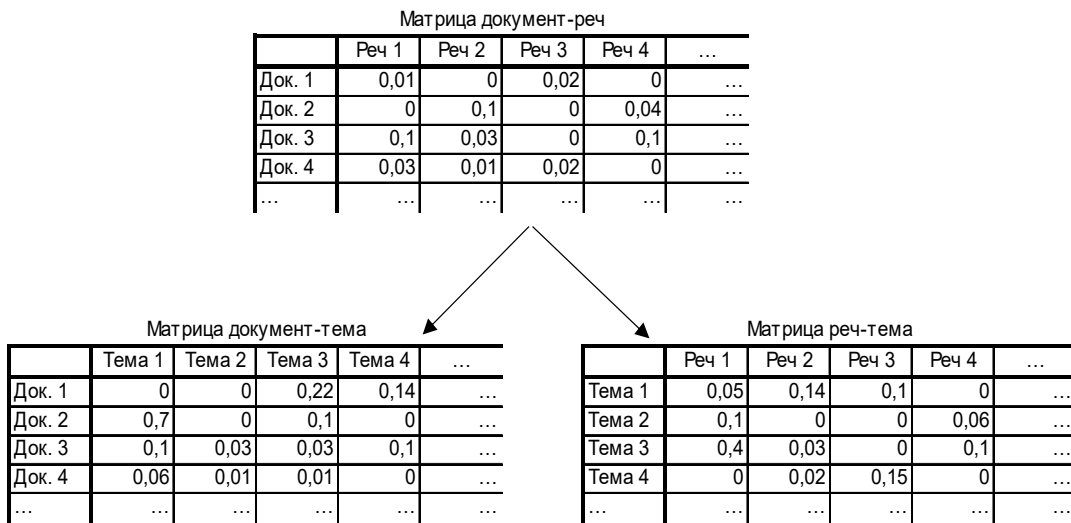 Матрица документ-реч
Реч 1 Реч 2 Реч 3 Реч 4 …
Док. 1 0,01 0 0,02 0 …
Док. 2 0 0,1 0 0,04 …
Док. 3 0,1 0,03 0 0,1 …
Док. 4 0,03 0,01 0,02 0 …
… … … … … …
Матрица документ-тема
Тема 1 Тема 2 Тема 3 Тема 4 …
Док. 1 0 0 0,22 0,14 …
Док. 2 0,7 0 0,1 0 …
Док. 3 0,1 0,03 0,03 0,1 …
Док. 4 0,06 0,01 0,01 0 …
… … … … … …
Матрица реч-тема
Реч 1 Реч 2 Реч 3 Реч 4 …
Тема 1 0,05 0,14 0,1 0 …
Тема 2 0,1 0 0 0,06 …
Тема 3 0,4 0,03 0 0,1 …
Тема 4 0 0,02 0,15 0 …
… … … … … …